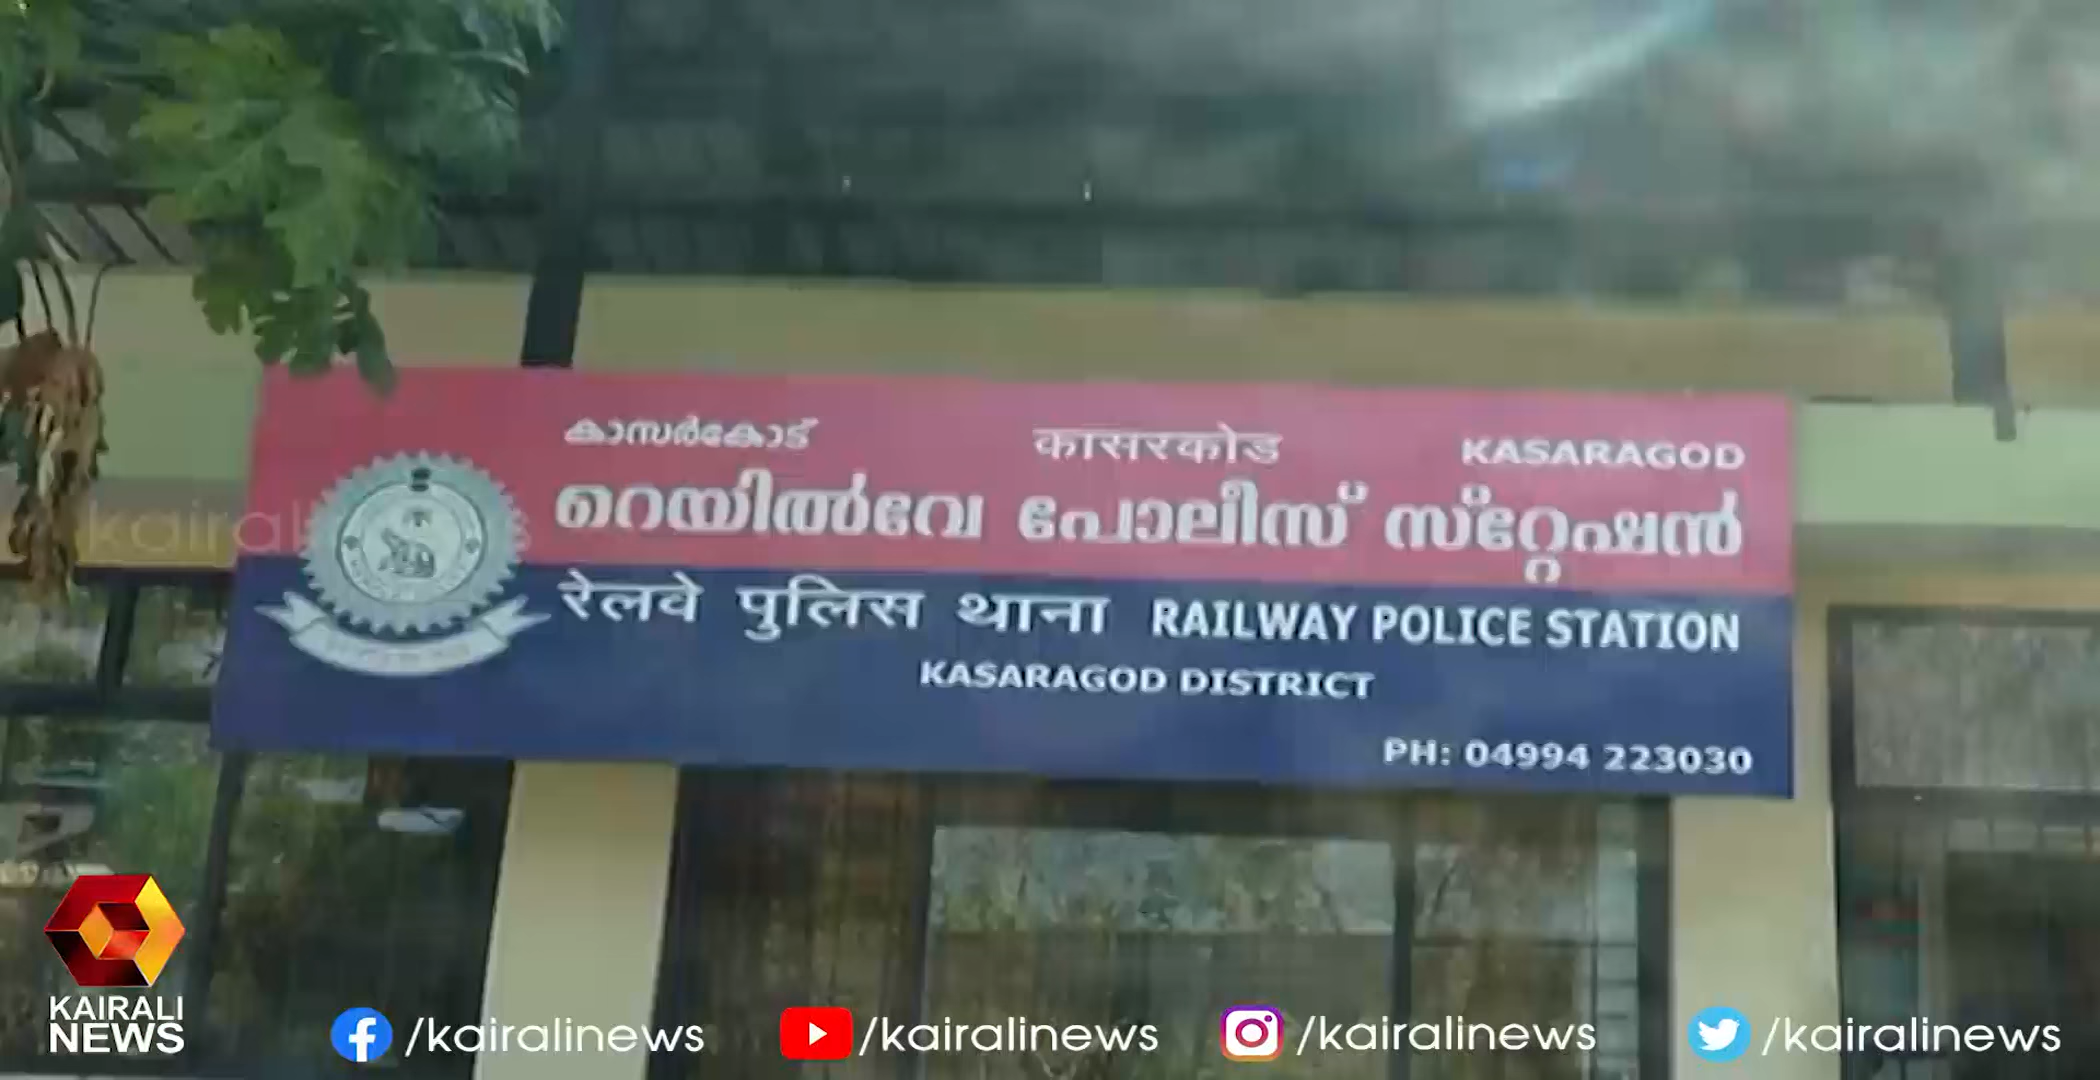 കാസർകോട് कासरकोड KASARAGOD
റെയിൽവേ പോലീസ് സ്റ്റേഷൻ
रेलवे पुलिस थाना RAILWAY POLICE STATION
KASARAGOD DISTRICT
PH: 04994 223030
kairali
KAIRALI
NEWS
/kairalinews /kairalinews /kairalinews /kairalinews